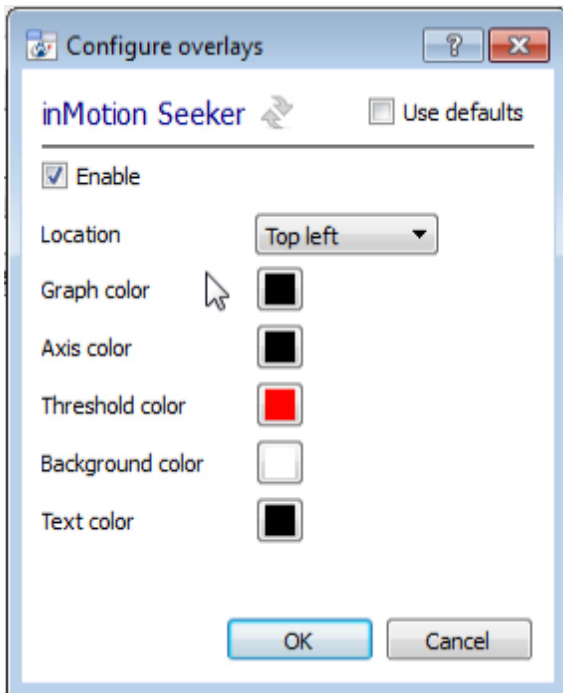 Configure overlays
?
inMotion Seeker
Use defaults
Enable
Location
Top left
Graph color
Axis color
Threshold color
Background color
Text color
OK
Cancel